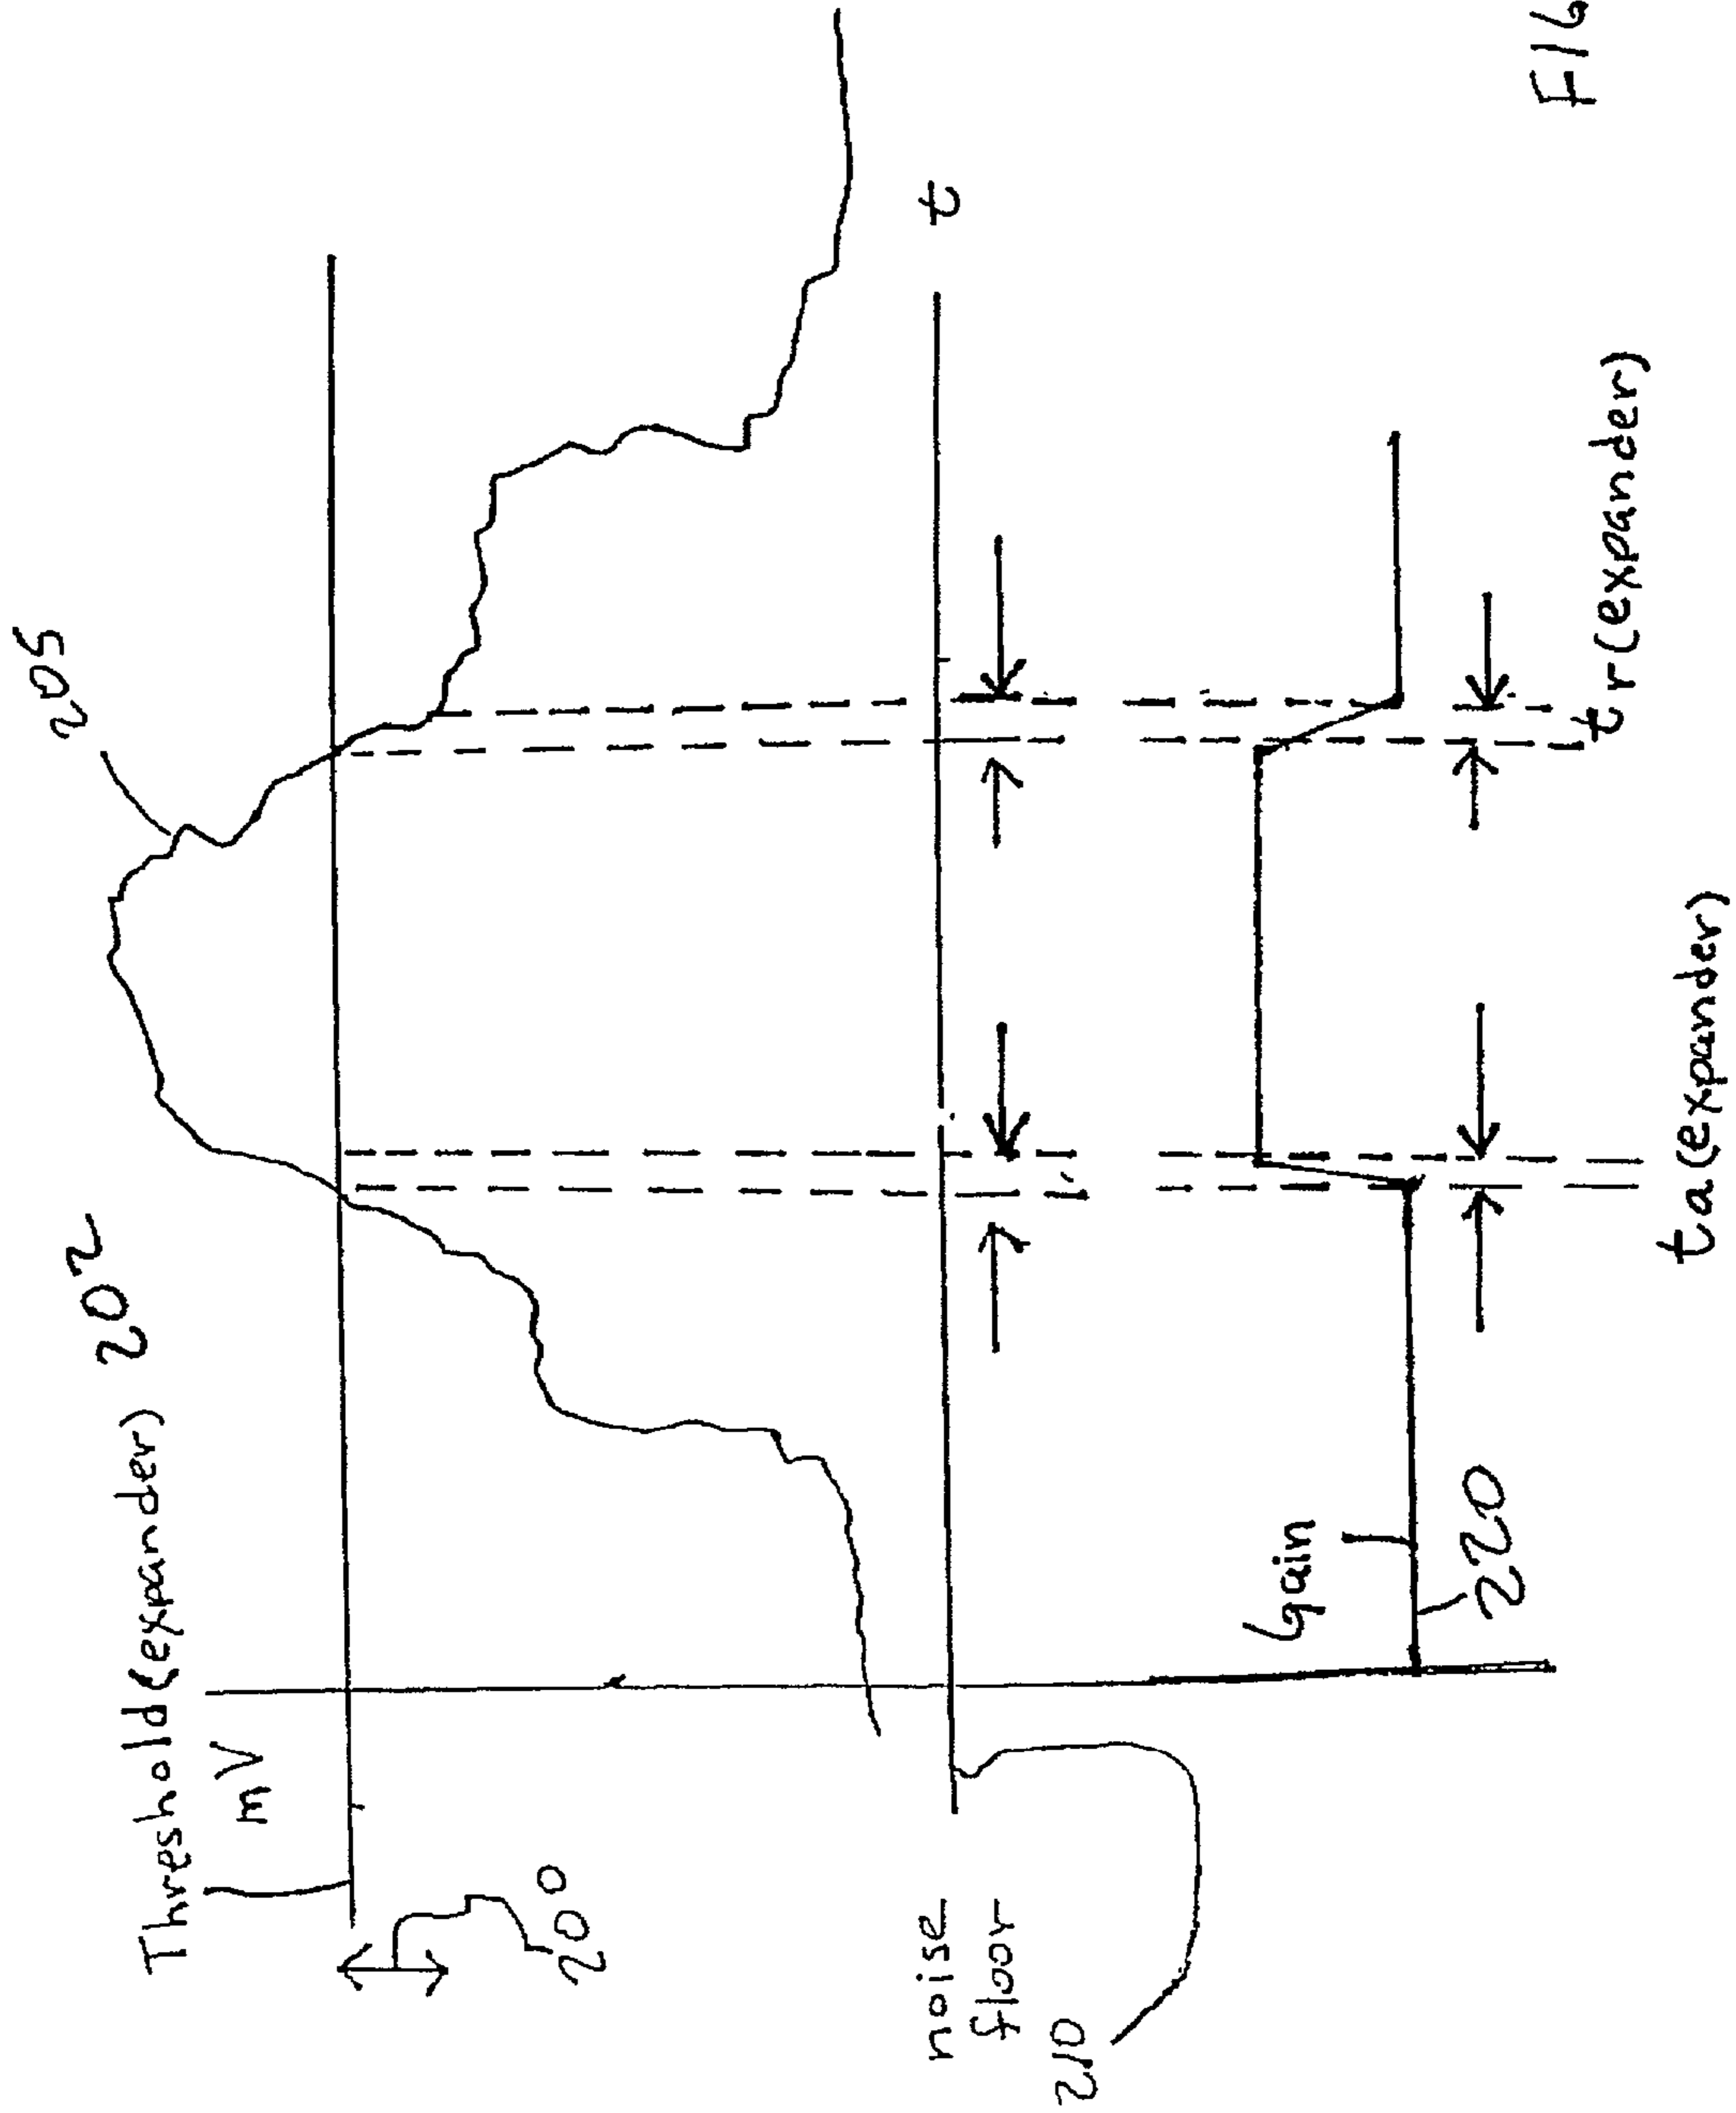 205
Threshold (expander) 202
mV
200
t
noise
floor
210
gain
220
tr (expander)
ta (expander)
FIG